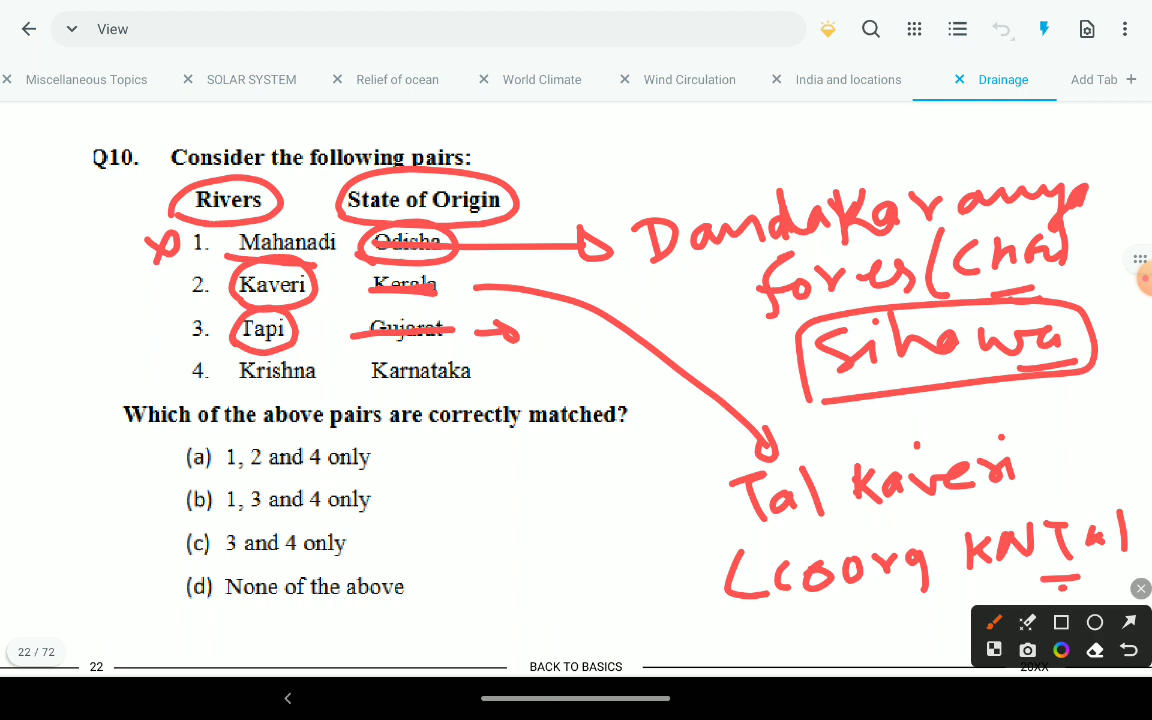 View
Miscellaneous Topics SOLAR SYSTEM Relief of ocean World Climate Wind Circulation India and locations Drainage Add Tab +
Q10. Consider the following pairs:
Rivers State of Origin
1. Mahanadi Odisha
2. Kaveri Kerala
3. Tapi Gujarat
4. Krishna Karnataka
Which of the above pairs are correctly matched?
(a) 1, 2 and 4 only
(b) 1, 3 and 4 only
(c) 3 and 4 only
(d) None of the above
Dandakaranya
fores (
Sihawa
Tal Kaveri
(Coorg KNTal
22 / 72
22 BACK TO BASICS 20XX